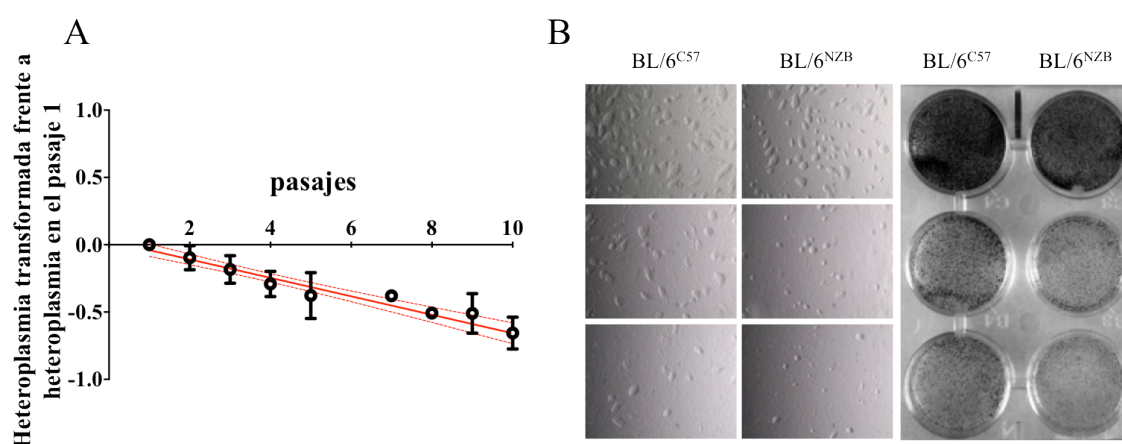 A
Heteroplasmia transformada frente a
heteroplasmia en el pasaje 1
1.0
0.5
0.0
-0.5
-1.0
pasajes
2
4
6
8
10
B
BL/6C57
BL/6NZB
BL/6C57
BL/6NZB